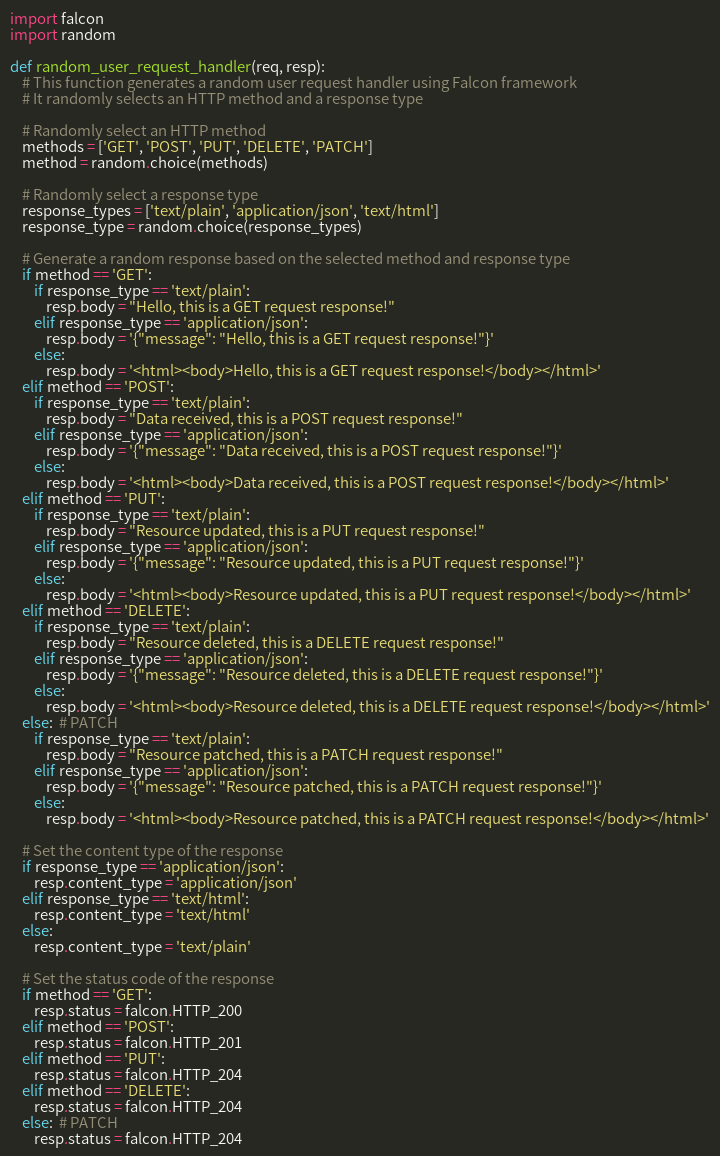 import falcon
import random

def random_user_request_handler(req, resp):
    # This function generates a random user request handler using Falcon framework
    # It randomly selects an HTTP method and a response type

    # Randomly select an HTTP method
    methods = ['GET', 'POST', 'PUT', 'DELETE', 'PATCH']
    method = random.choice(methods)

    # Randomly select a response type
    response_types = ['text/plain', 'application/json', 'text/html']
    response_type = random.choice(response_types)

    # Generate a random response based on the selected method and response type
    if method == 'GET':
        if response_type == 'text/plain':
            resp.body = "Hello, this is a GET request response!"
        elif response_type == 'application/json':
            resp.body = '{"message": "Hello, this is a GET request response!"}'
        else:
            resp.body = '<html><body>Hello, this is a GET request response!</body></html>'
    elif method == 'POST':
        if response_type == 'text/plain':
            resp.body = "Data received, this is a POST request response!"
        elif response_type == 'application/json':
            resp.body = '{"message": "Data received, this is a POST request response!"}'
        else:
            resp.body = '<html><body>Data received, this is a POST request response!</body></html>'
    elif method == 'PUT':
        if response_type == 'text/plain':
            resp.body = "Resource updated, this is a PUT request response!"
        elif response_type == 'application/json':
            resp.body = '{"message": "Resource updated, this is a PUT request response!"}'
        else:
            resp.body = '<html><body>Resource updated, this is a PUT request response!</body></html>'
    elif method == 'DELETE':
        if response_type == 'text/plain':
            resp.body = "Resource deleted, this is a DELETE request response!"
        elif response_type == 'application/json':
            resp.body = '{"message": "Resource deleted, this is a DELETE request response!"}'
        else:
            resp.body = '<html><body>Resource deleted, this is a DELETE request response!</body></html>'
    else:  # PATCH
        if response_type == 'text/plain':
            resp.body = "Resource patched, this is a PATCH request response!"
        elif response_type == 'application/json':
            resp.body = '{"message": "Resource patched, this is a PATCH request response!"}'
        else:
            resp.body = '<html><body>Resource patched, this is a PATCH request response!</body></html>'

    # Set the content type of the response
    if response_type == 'application/json':
        resp.content_type = 'application/json'
    elif response_type == 'text/html':
        resp.content_type = 'text/html'
    else:
        resp.content_type = 'text/plain'

    # Set the status code of the response
    if method == 'GET':
        resp.status = falcon.HTTP_200
    elif method == 'POST':
        resp.status = falcon.HTTP_201
    elif method == 'PUT':
        resp.status = falcon.HTTP_204
    elif method == 'DELETE':
        resp.status = falcon.HTTP_204
    else:  # PATCH
        resp.status = falcon.HTTP_204